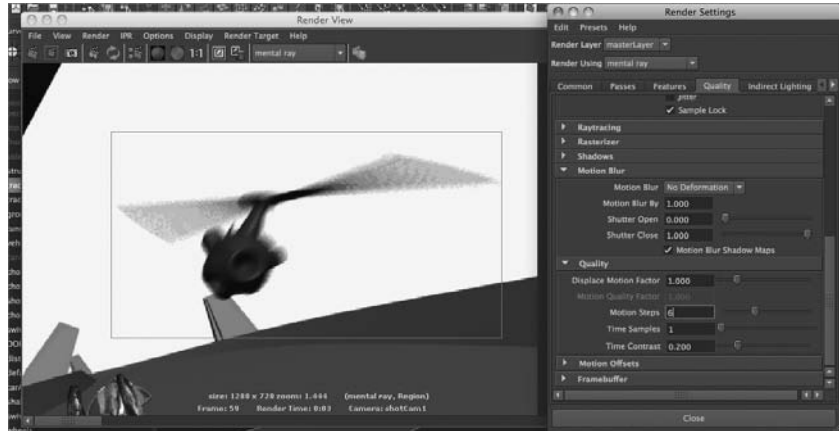 Render View
File View Render IPR Options Display Render Target Help
1:1 mental ray
size: 1280 x 720 zoom: 1.444 (mental ray, Region)
Frame: 59 Render Time: 0:03 Camera: shotCam1
Render Settings
Edit Presets Help
Render Layer masterLayer
Render Using mental ray
Common Passes Features Quality Indirect Lighting
Jitter
Sample Lock
Raytracing
Rasterizer
Shadows
Motion Blur
Motion Blur No Deformation
Motion Blur By 1.000
Shutter Open 0.000
Shutter Close 1.000
Motion Blur Shadow Maps
Quality
Displace Motion Factor 1.000
Motion Quality Factor 1.000
Motion Steps 6
Time Samples 1
Time Contrast 0.200
Motion Offsets
Framebuffer
Close